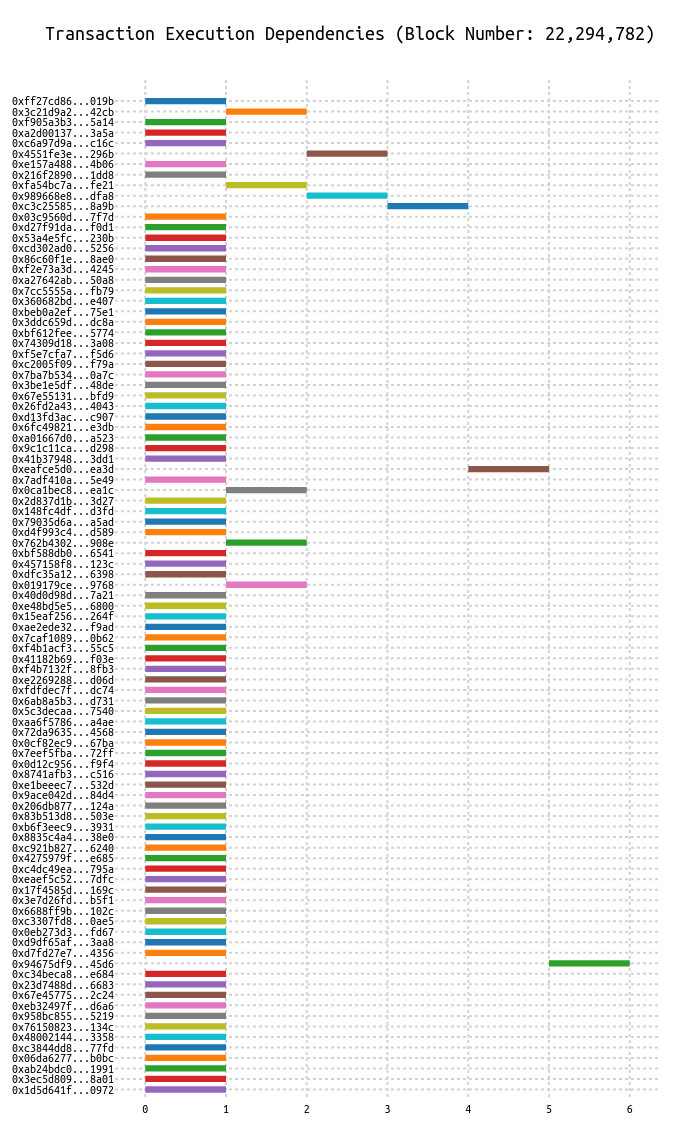 Transaction Execution Dependencies (Block Number: 22,294,782)
0xff27cd86...019b
0x3c21d9a2...42cb
0xf905a3b3...5a14
0xa2d00137...3a5a
0xc6a97d9a...c16c
0x4551fe3e...296b
0xe157a488...4b06
0x216f2890...1dd8
0xfa54bc7a...fe21
0x989668e8...dfa8
0xc3c25585...8a9b
0x03c9560d...7f7d
0xd27f91da...f0d1
0x53a4e5fc...230b
0xcd302ad0...5256
0x86c60f1e...8ae0
0xf2e73a3d...4245
0xa27642ab...50a8
0x7cc5555a...fb79
0x360682bd...e407
0xbeb0a2ef...75e1
0x3ddc659d...dc8a
0xbf612fee...5774
0x74309d18...3a08
0xf5e7cfa7...f5d6
0xc2005f09...f79a
0x7ba7b534...0a7c
0x3be1e5df...48de
0x67e55131...bfd9
0x26fd2a43...4043
0xd13fd3ac...c907
0x6fc49821...e3db
0xa01667d0...a523
0x9c1c11ca...d298
0x41b37948...3dd1
0xeafce5d0...ea3d
0x7adf410a...5e49
0x0ca1bec8...ea1c
0x2d837d1b...3d27
0x148fc4df...d3fd
0x79035d6a...a5ad
0xd4f993c4...d589
0x762b4302...908e
0xbf588db0...6541
0x457158f8...123c
0xdfc35a12...6398
0x019179ce...9768
0x40d0d98d...7a21
0xe48bd5e5...6800
0x15eaf256...264f
0xae2ede32...f9ad
0x7caf1089...0b62
0xf4b1acf3...55c5
0x41182b69...f03e
0xf4b7132f...8fb3
0xe2269288...d06d
0xfdfdec7f...dc74
0x6ab8a5b3...d731
0x5c3decaa...7540
0xaa6f5786...a4ae
0x72da9635...4568
0x0cf82ec9...67ba
0x7eef5fba...72ff
0x0d12c956...f9f4
0x8741afb3...c516
0xe1beeec7...532d
0x9ace042d...84d4
0x206db877...124a
0x83b513d8...503e
0xb6f3eec9...3931
0x8835c4a4...38e0
0xc921b827...6240
0x4275979f...e685
0xc4dc49ea...795a
0xeaef5c52...7dfc
0x17f4585d...169c
0x3e7d26fd...b5f1
0x6688ff9b...102c
0xc3307fd8...0ae5
0x0eb273d3...fd67
0xd9df65af...3aa8
0xd7fd27e7...4356
0x94675df9...45d6
0xc34beca8...e684
0x23d7488d...6683
0x67e45775...2c24
0xeb32497f...d6a6
0x958bc855...5219
0x76150823...134c
0x48002144...3358
0xc3844dd8...77fd
0x06da6277...b0bc
0xab24bdc0...1991
0x3ec5d809...8a01
0x1d5d641f...0972
0 1 2 3 4 5 6